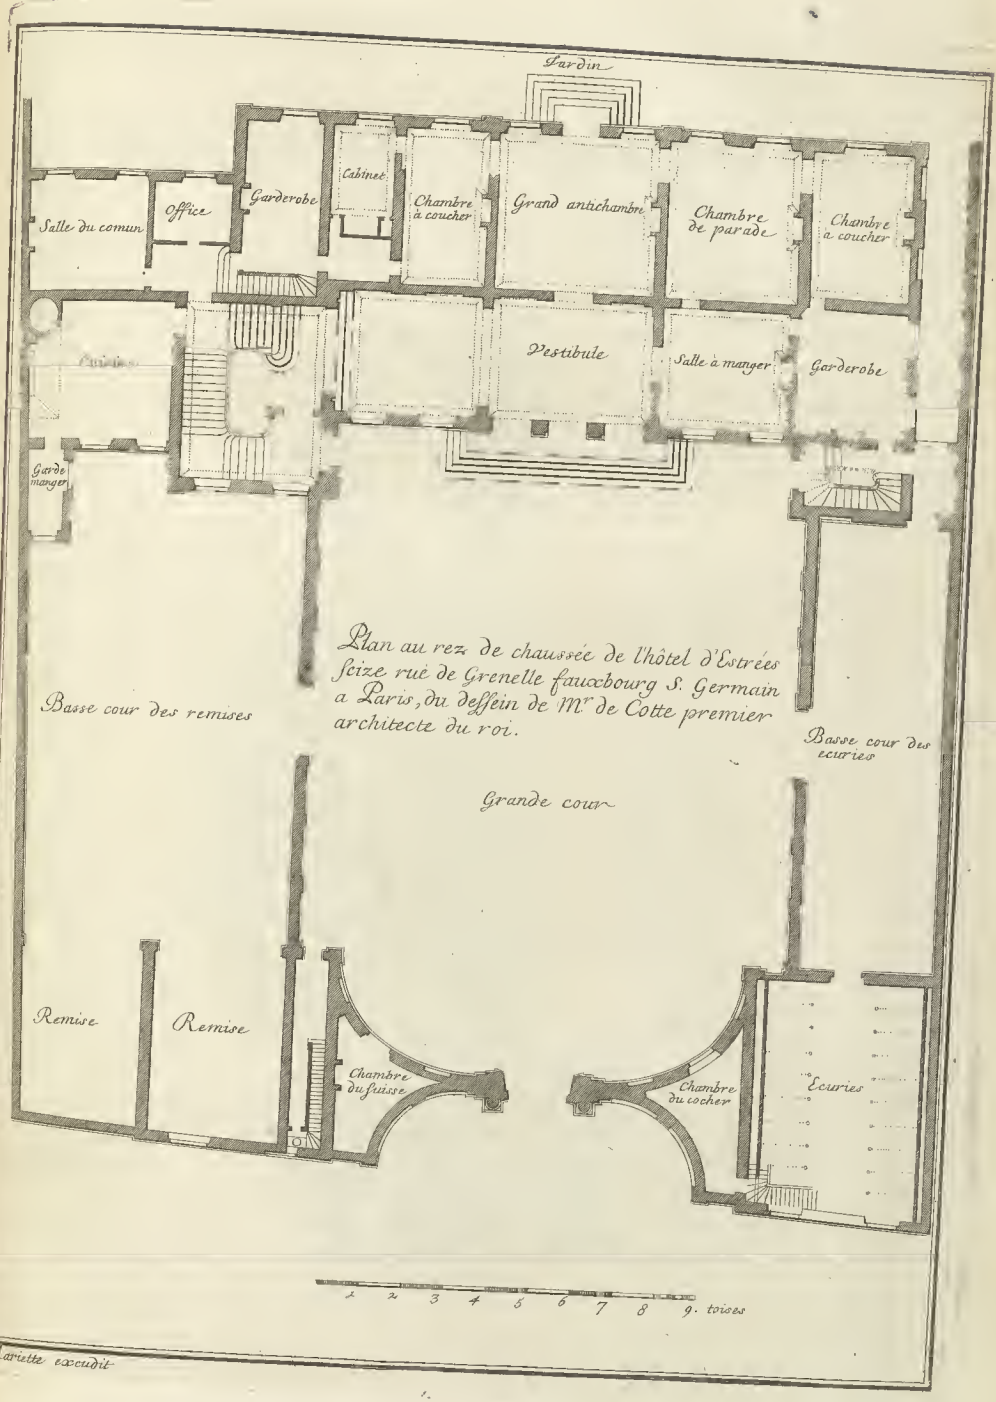 Jardin
Cabinet
Garderobe
Office
Salle du comun
Chambre
à coucher
Grand antichambre
Chambre
de parade
Chambre
a coucher
Vestibule
Salle à manger
Garderobe
Garde
manger
Plan au rez de chaussée de l'hôtel d'Estrées
scize rue de Grenelle fauxbourg S. Germain
a Paris, du dessein de Mr de Cotte premier
architecte du roi.
Basse cour des remises
Basse cour des
ecuries
Grande cour
Remise
Remise
Chambre
du suisse
Chambre
du cocher
Ecuries
1 2 3 4 5 6 7 8 9. toises
excudit